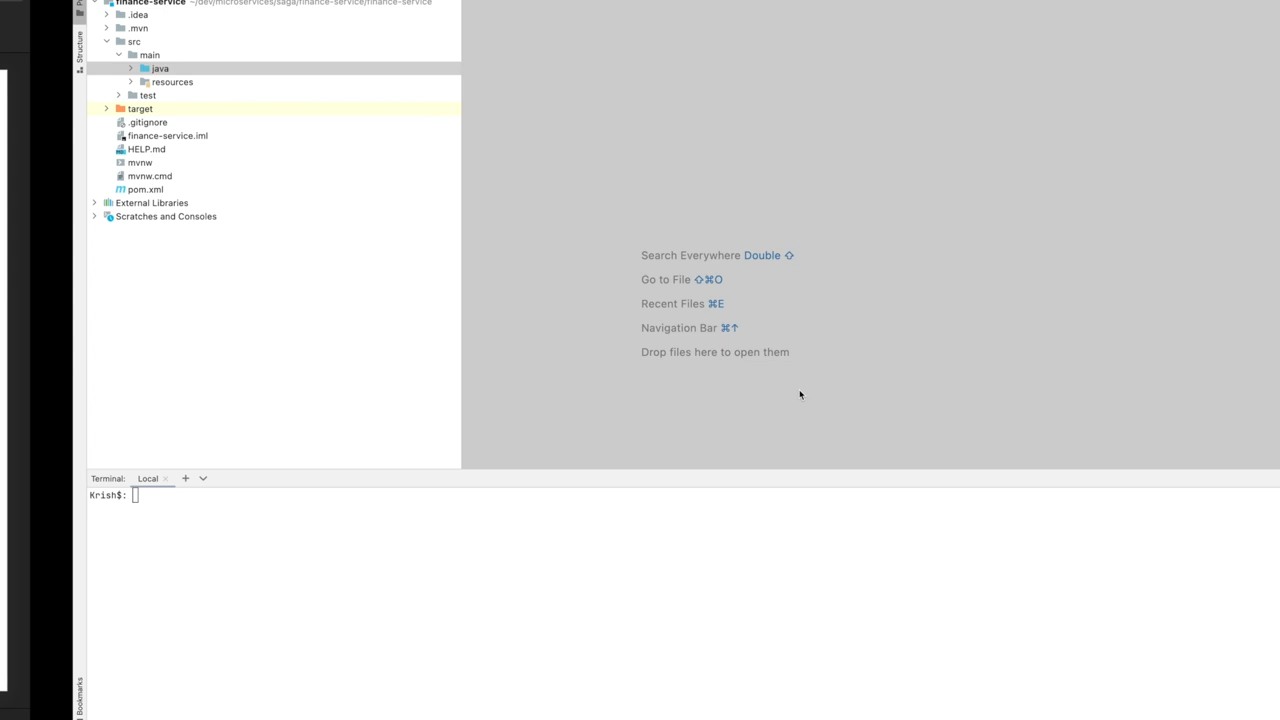 finance-service ~/dev/microservices/saga/finance-service/finance-service
.idea
.mvn
Structure
src
main
java
resources
test
target
.gitignore
finance-service.iml
HELP.md
mvnw
mvnw.cmd
pom.xml
External Libraries
Scratches and Consoles
Search Everywhere Double ⇧
Go to File ⇧⌘O
Recent Files ⌘E
Navigation Bar ⌘↑
Drop files here to open them
Terminal: Local × +
Krish$:
Bookmarks